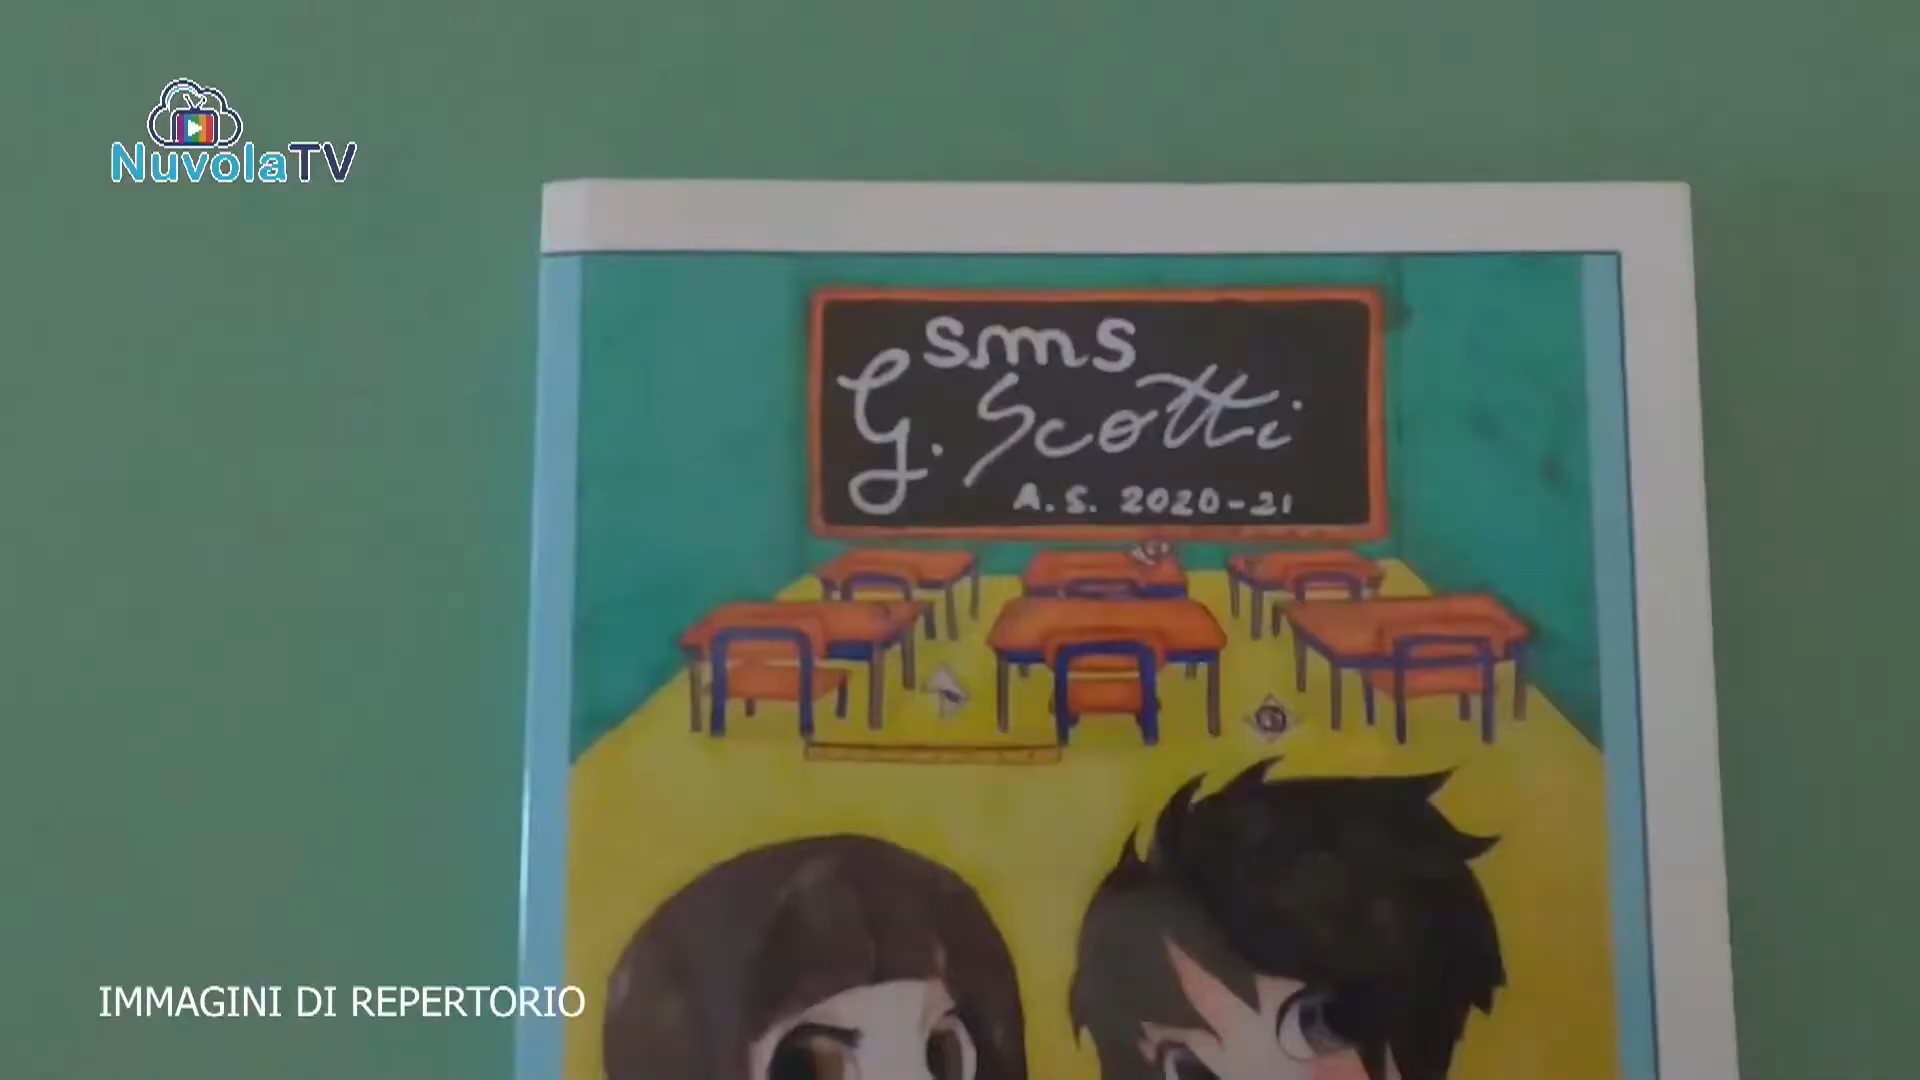 NuvolaTV
sms
G. Scotti
A.S. 2020-21
IMMAGINI DI REPERTORIO